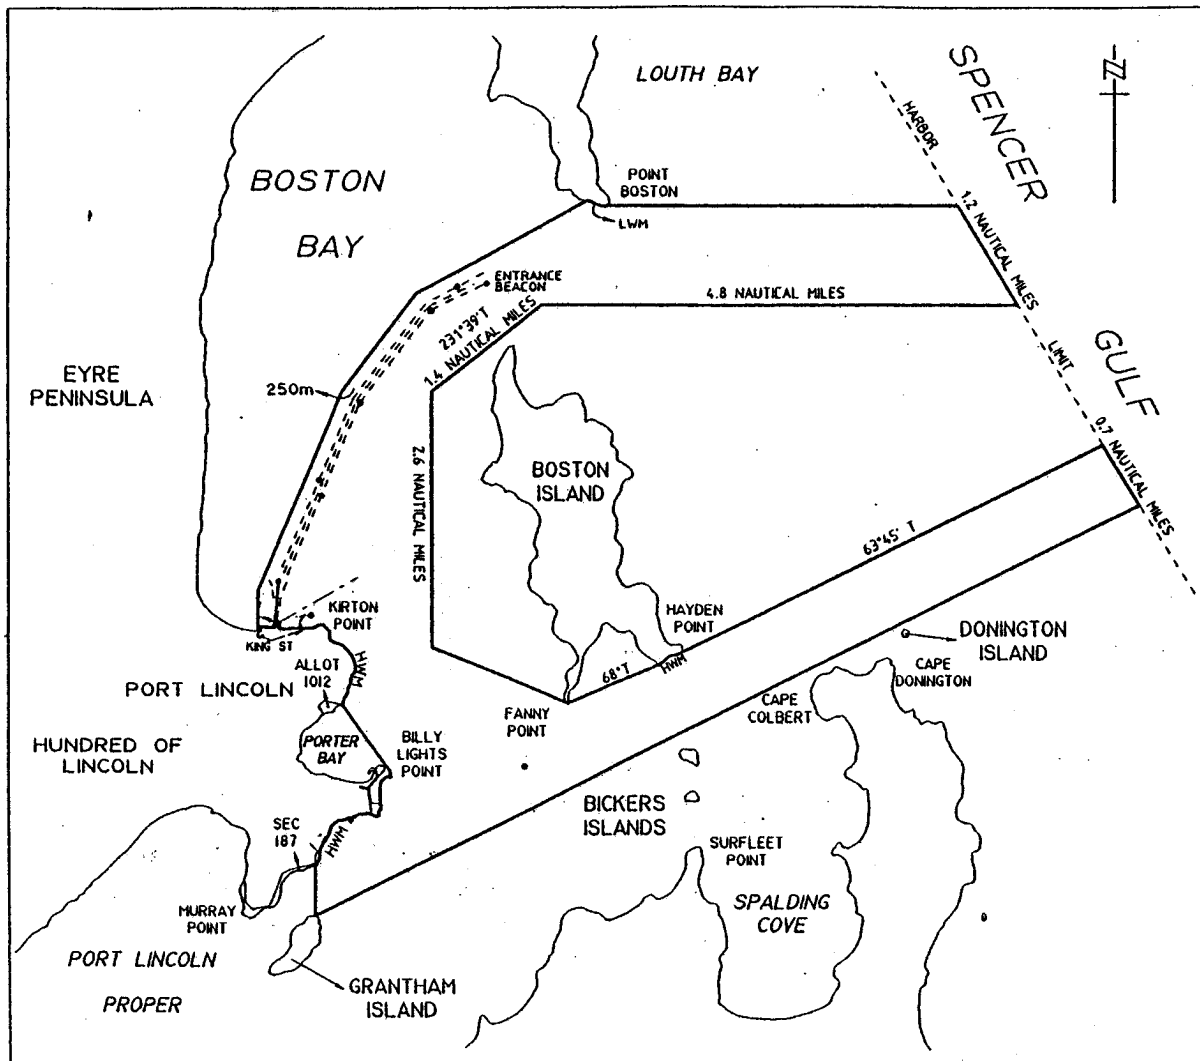 LOUTH BAY
SPENCER
N
HARBOR
BOSTON
BAY
POINT
BOSTON
LWM
1.2 NAUTICAL MILES
ENTRANCE
BEACON
4.8 NAUTICAL MILES
231°39'T
1.4 NAUTICAL MILES
LIMIT
GULF
EYRE
PENINSULA
250m
0.7 NAUTICAL MILES
2.6 NAUTICAL MILES
BOSTON
ISLAND
63°45' T
KIRTON
POINT
HAYDEN
POINT
KING ST
DONINGTON
ISLAND
ALLOT
1012
HWM
68°T
HWM
CAPE
DONINGTON
PORT LINCOLN
CAPE
COLBERT
FANNY
POINT
HUNDRED OF
LINCOLN
PORTER
BAY
BILLY
LIGHTS
POINT
BICKERS
ISLANDS
SEC
187
HWM
SURFLEET
POINT
MURRAY
POINT
SPALDING
COVE
PORT LINCOLN
PROPER
GRANTHAM
ISLAND